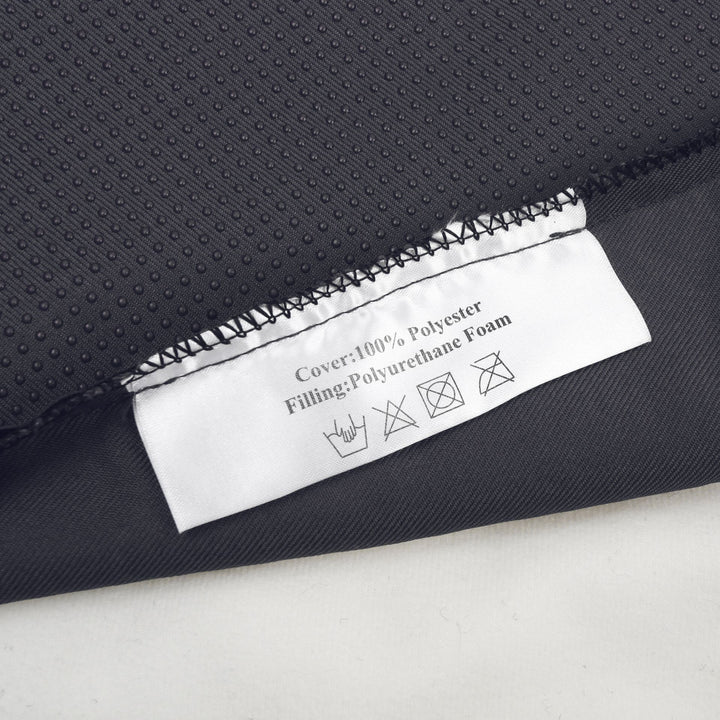 Cover:100% Polyester
Filling:Polyurethane Foam